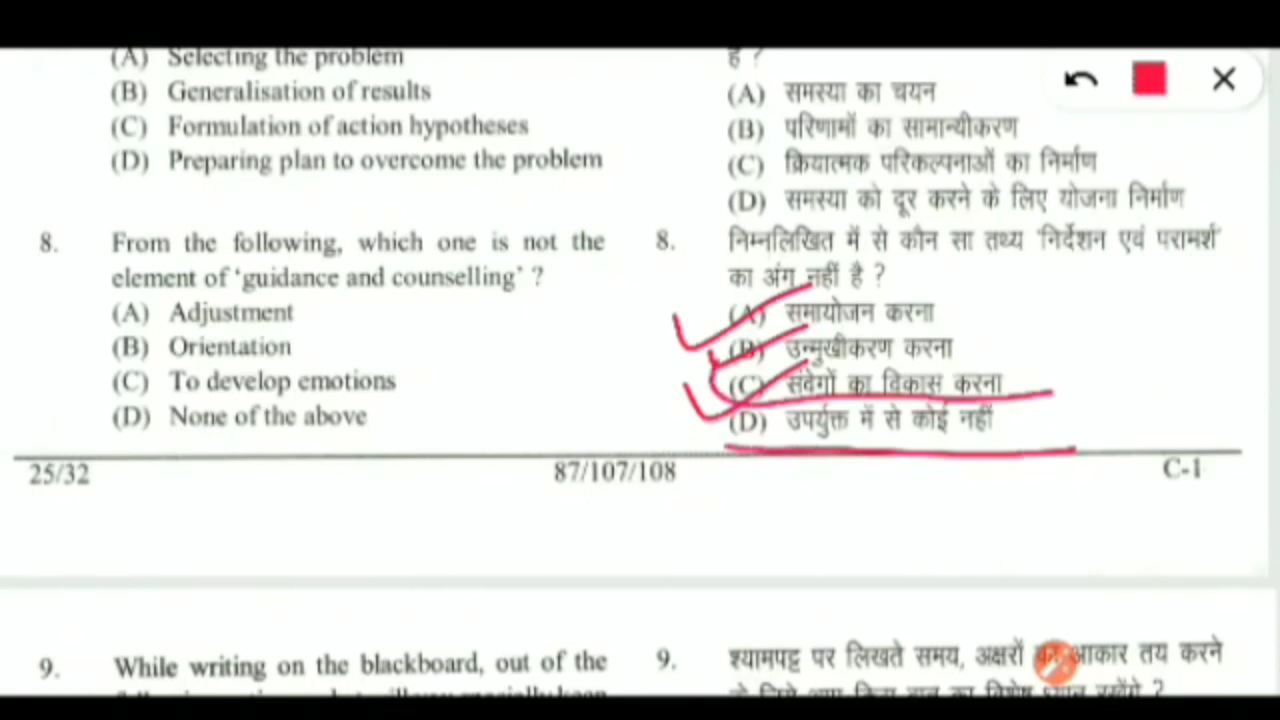 (A) Selecting the problem
(B) Generalisation of results
(C) Formulation of action hypotheses
(D) Preparing plan to overcome the problem
8. From the following, which one is not the
element of ‘guidance and counselling’ ?
(A) Adjustment
(B) Orientation
(C) To develop emotions
(D) None of the above
है ?
(A) समस्या का चयन
(B) परिणामों का सामान्यीकरण
(C) क्रियात्मक परिकल्पनाओं का निर्माण
(D) समस्या को दूर करने के लिए योजना निर्माण
8. निम्नलिखित में से कौन सा तथ्य ‘निर्देशन एवं परामर्श’
का अंग नहीं है ?
(A) समायोजन करना
(B) उन्मुखीकरण करना
(C) संवेगों का विकास करना
(D) उपर्युक्त में से कोई नहीं
25/32 87/107/108 C-1
9. While writing on the blackboard, out of the
9. श्यामपट्ट पर लिखते समय, अक्षरों का आकार तय करने